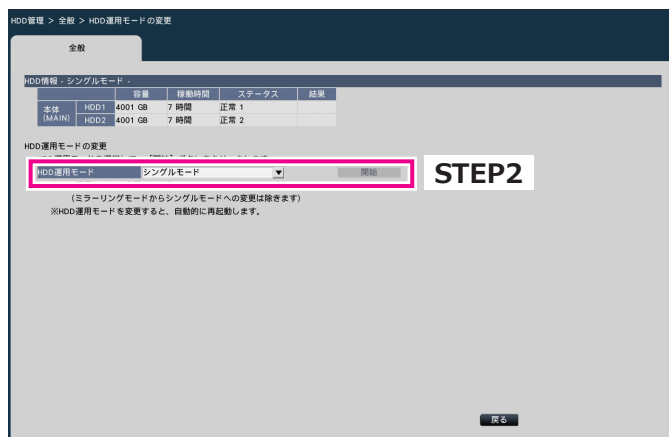 HDD管理 > 全般 > HDD運用モードの変更
全般
HDD情報 - シングルモード -
容量 稼働時間 ステータス 結果
本体 (MAIN) HDD1 4001 GB 7 時間 正常 1
HDD2 4001 GB 7 時間 正常 2
HDD運用モードの変更
HDD運用モード シングルモード 開始
STEP2
(ミラーリングモードからシングルモードへの変更は除きます)
※HDD運用モードを変更すると、自動的に再起動します。
戻る